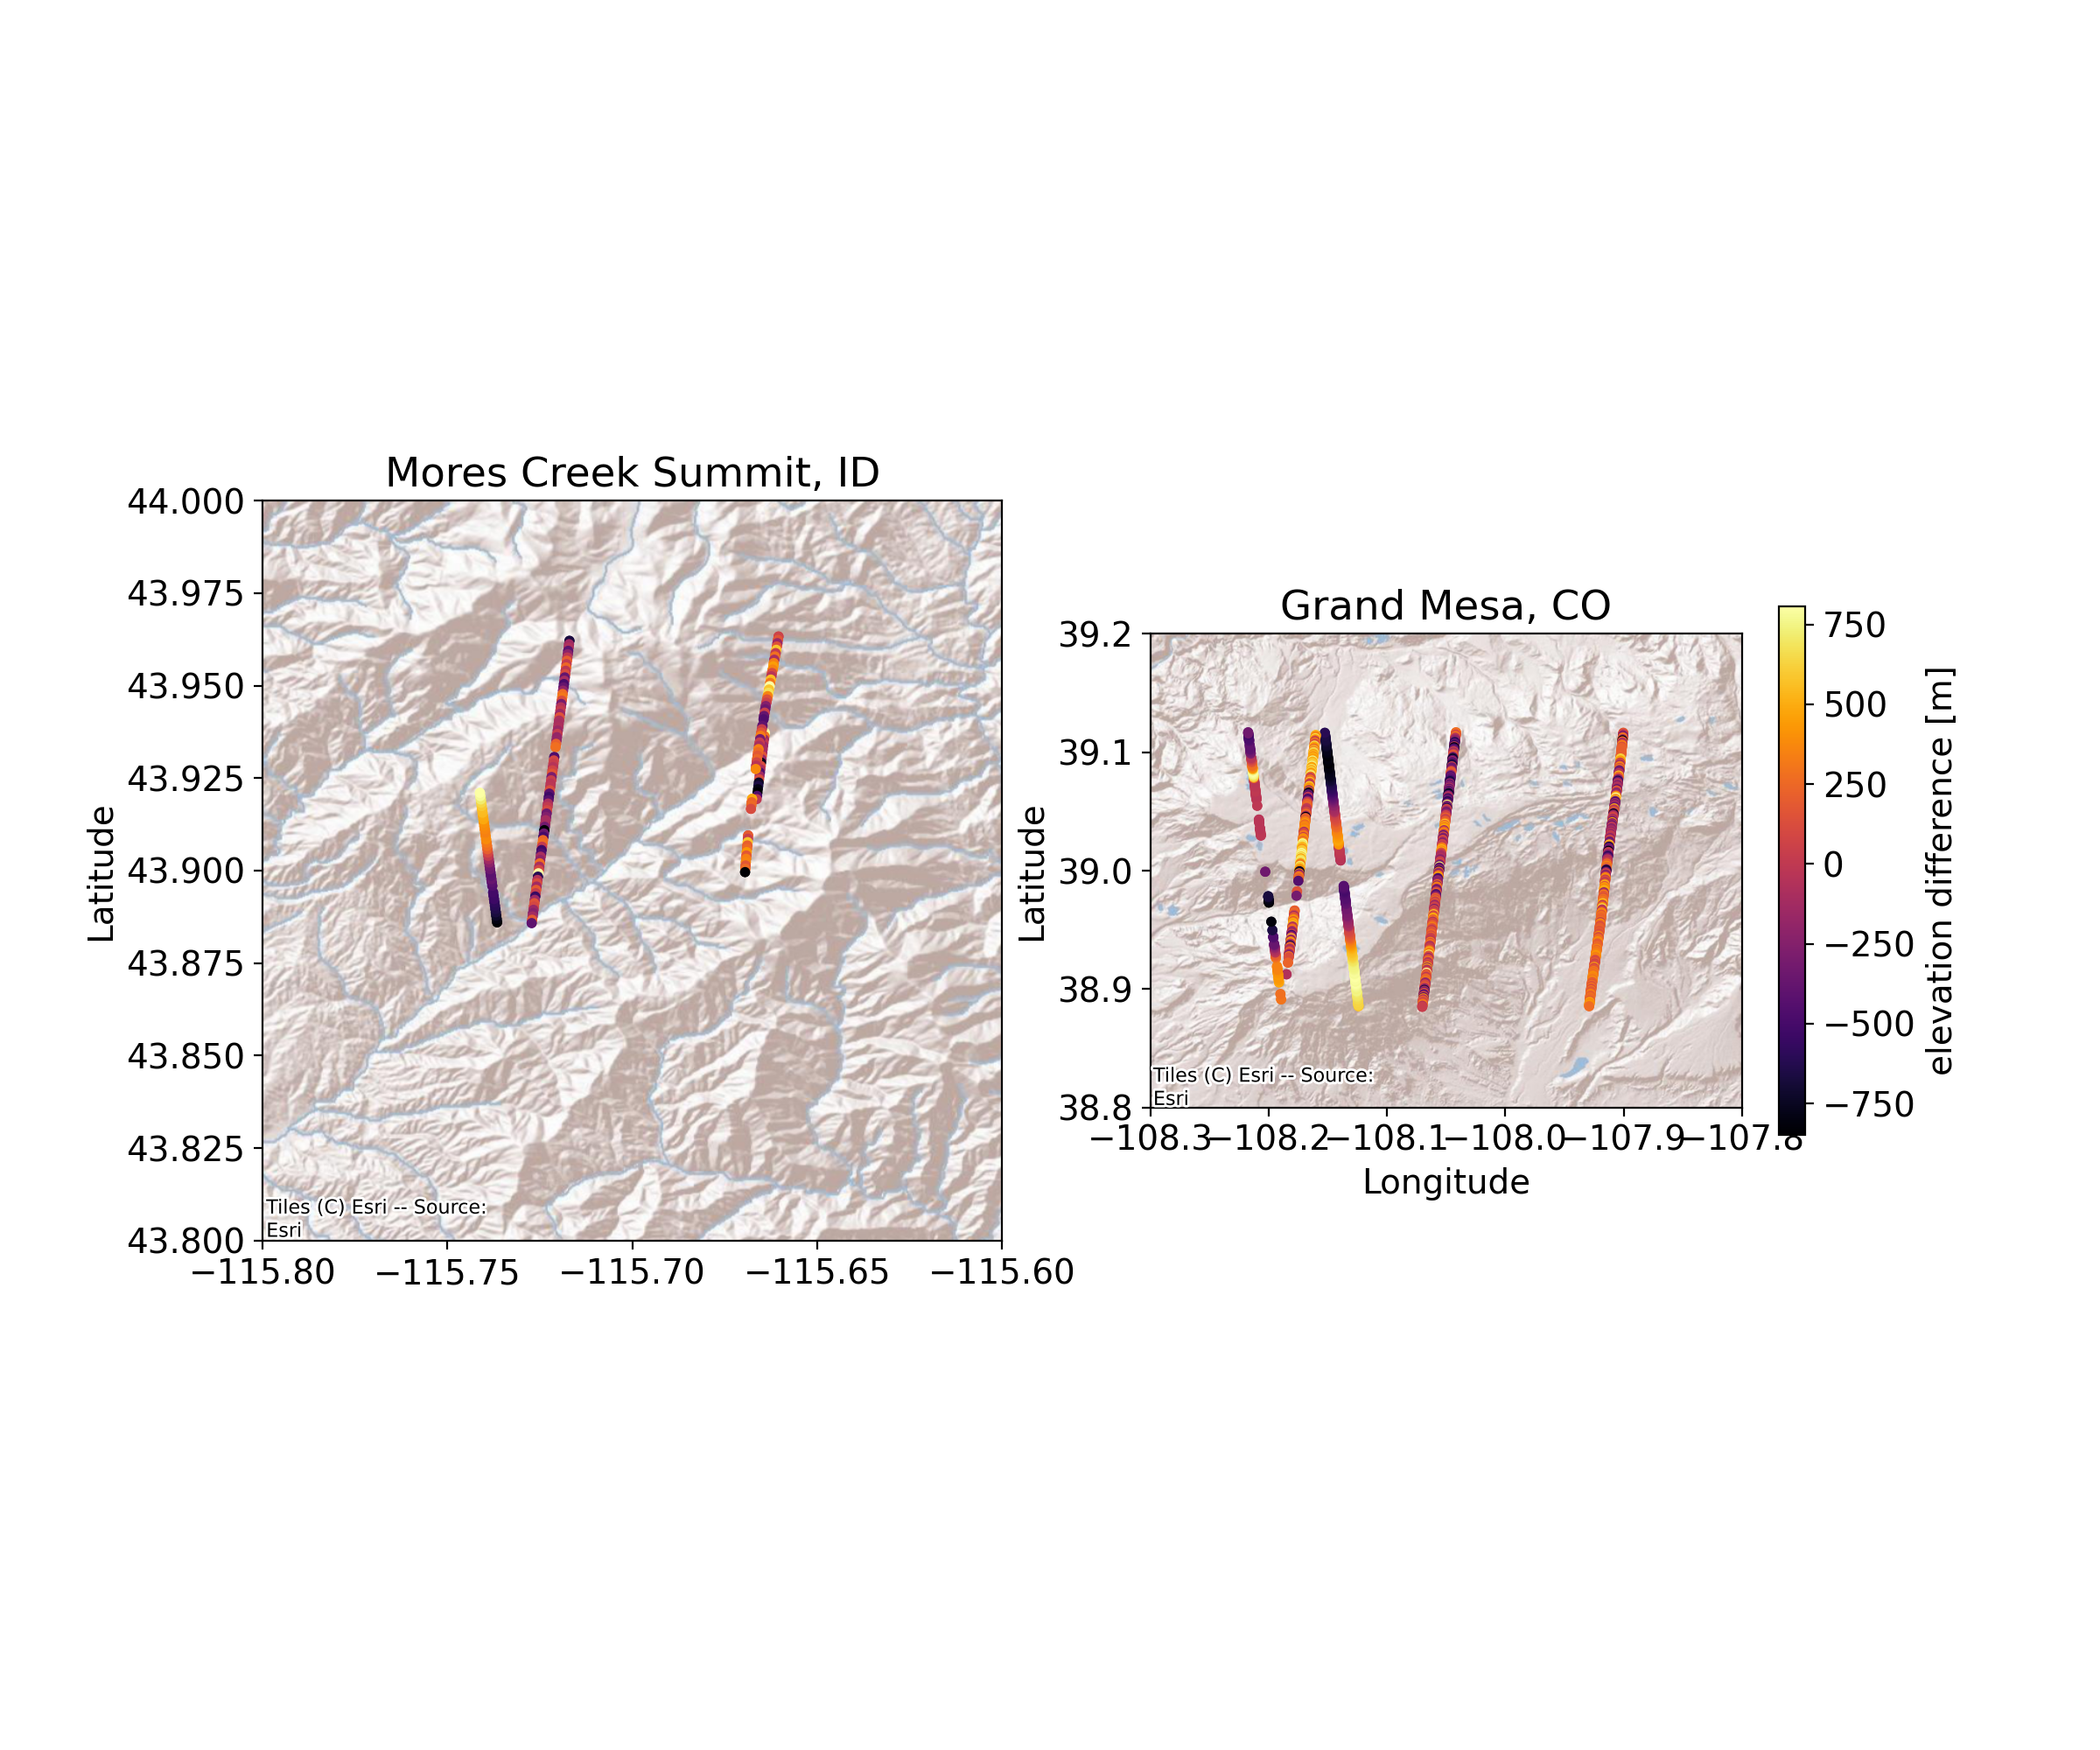 Mores Creek Summit, ID
44.000
43.975
43.950
43.925
43.900
43.875
43.850
43.825
43.800
Latitude
Tiles (C) Esri -- Source:
Esri
−115.80 −115.75 −115.70 −115.65 −115.60
Grand Mesa, CO
39.2
39.1
39.0
38.9
38.8
Latitude
Tiles (C) Esri -- Source:
Esri
−108.3 −108.2 −108.1 −108.0 −107.9 −107.8
Longitude
750
500
250
0
−250
−500
−750
elevation difference [m]